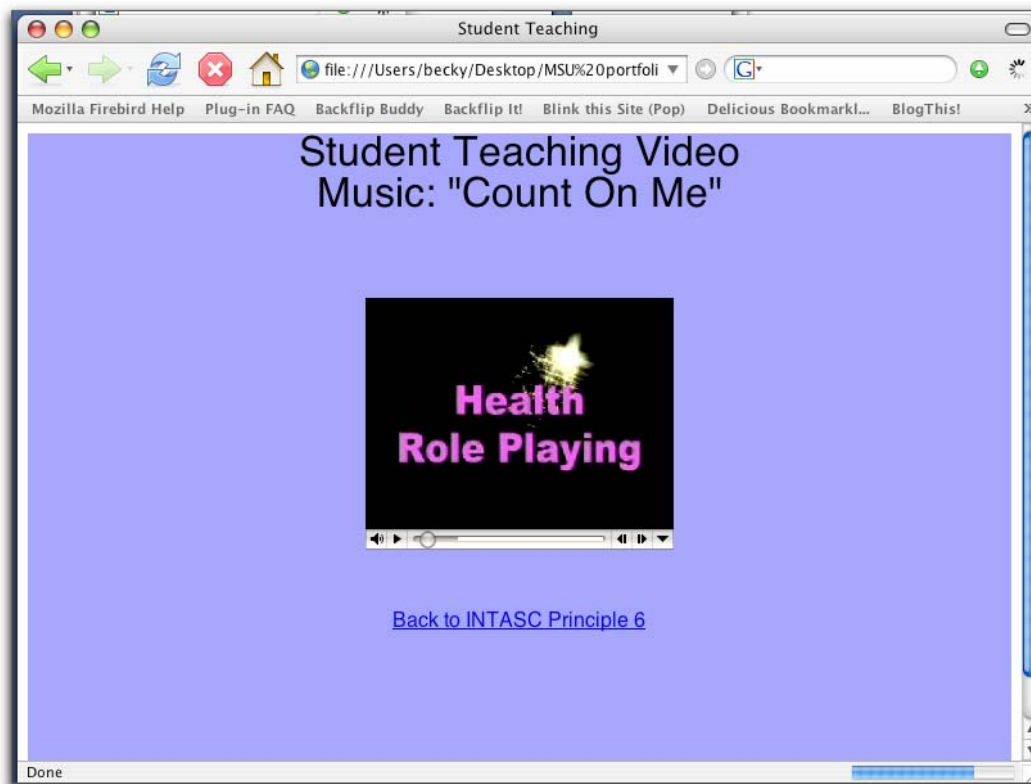 Student Teaching
file:///Users/becky/Desktop/MSU%20portfoli
G
Mozilla Firebird Help Plug-in FAQ Backflip Buddy Backflip It! Blink this Site (Pop) Delicious Bookmarkl... BlogThis!
Student Teaching Video
Music: "Count On Me"
Health
Role Playing
Back to INTASC Principle 6
Done